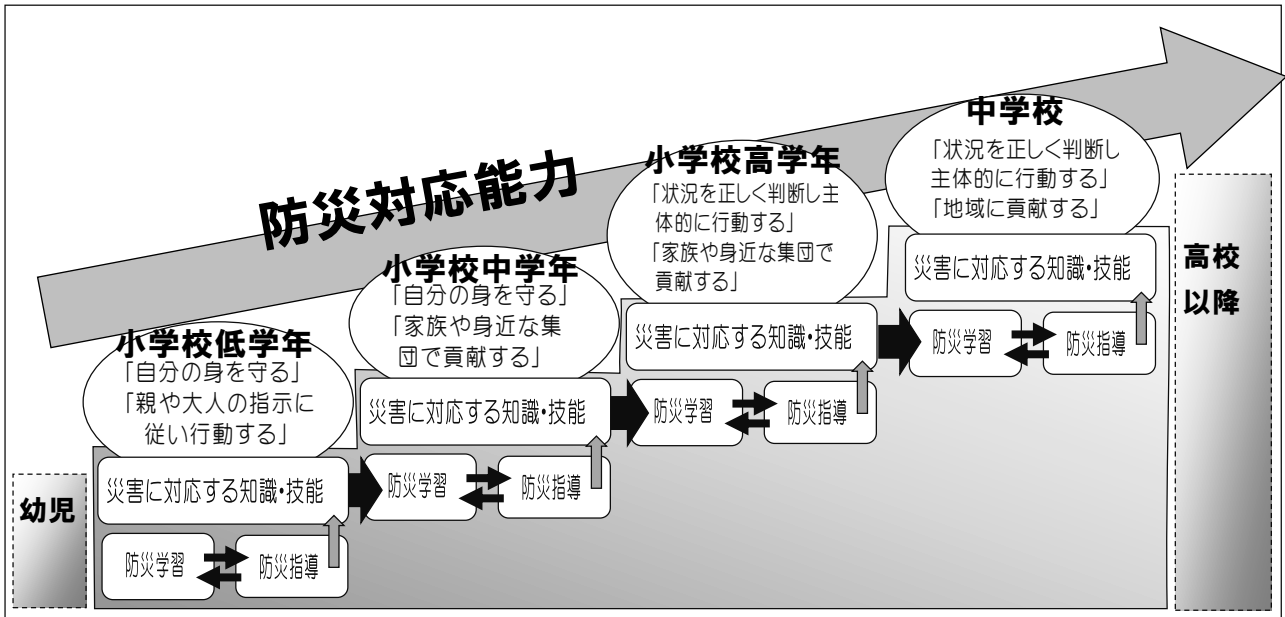 防災対応能力
幼児
小学校低学年
「自分の身を守る」
「親や大人の指示に
従い行動する」
災害に対応する知識・技能
防災学習
防災指導
小学校中学年
「自分の身を守る」
「家族や身近な集
団で貢献する」
災害に対応する知識・技能
防災学習
防災指導
小学校高学年
「状況を正しく判断し主
体的に行動する」
「家族や身近な集団で
貢献する」
災害に対応する知識・技能
防災学習
防災指導
中学校
「状況を正しく判断し
主体的に行動する」
「地域に貢献する」
災害に対応する知識・技能
防災学習
防災指導
高校
以降